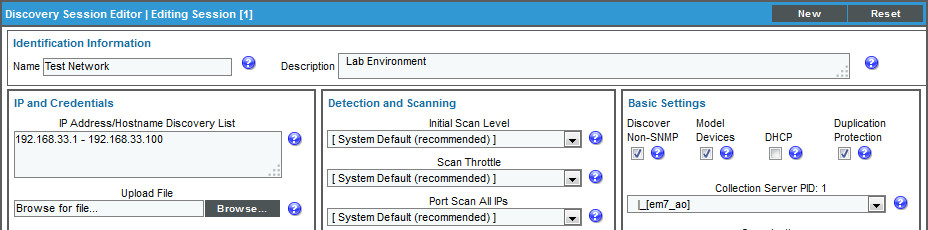 Discovery Session Editor | Editing Session [1]
New
Reset
Identification Information
Name
Test Network
Description
Lab Environment
IP and Credentials
IP Address/Hostname Discovery List
192.168.33.1 - 192.168.33.100
Upload File
Browse for file...
Browse...
Detection and Scanning
Initial Scan Level
[ System Default (recommended) ]
Scan Throttle
[ System Default (recommended) ]
Port Scan All IPs
[ System Default (recommended) ]
Basic Settings
Discover
Non-SNMP
Model
Devices
DHCP
Duplication
Protection
Collection Server PID: 1
|_[em7_ao]